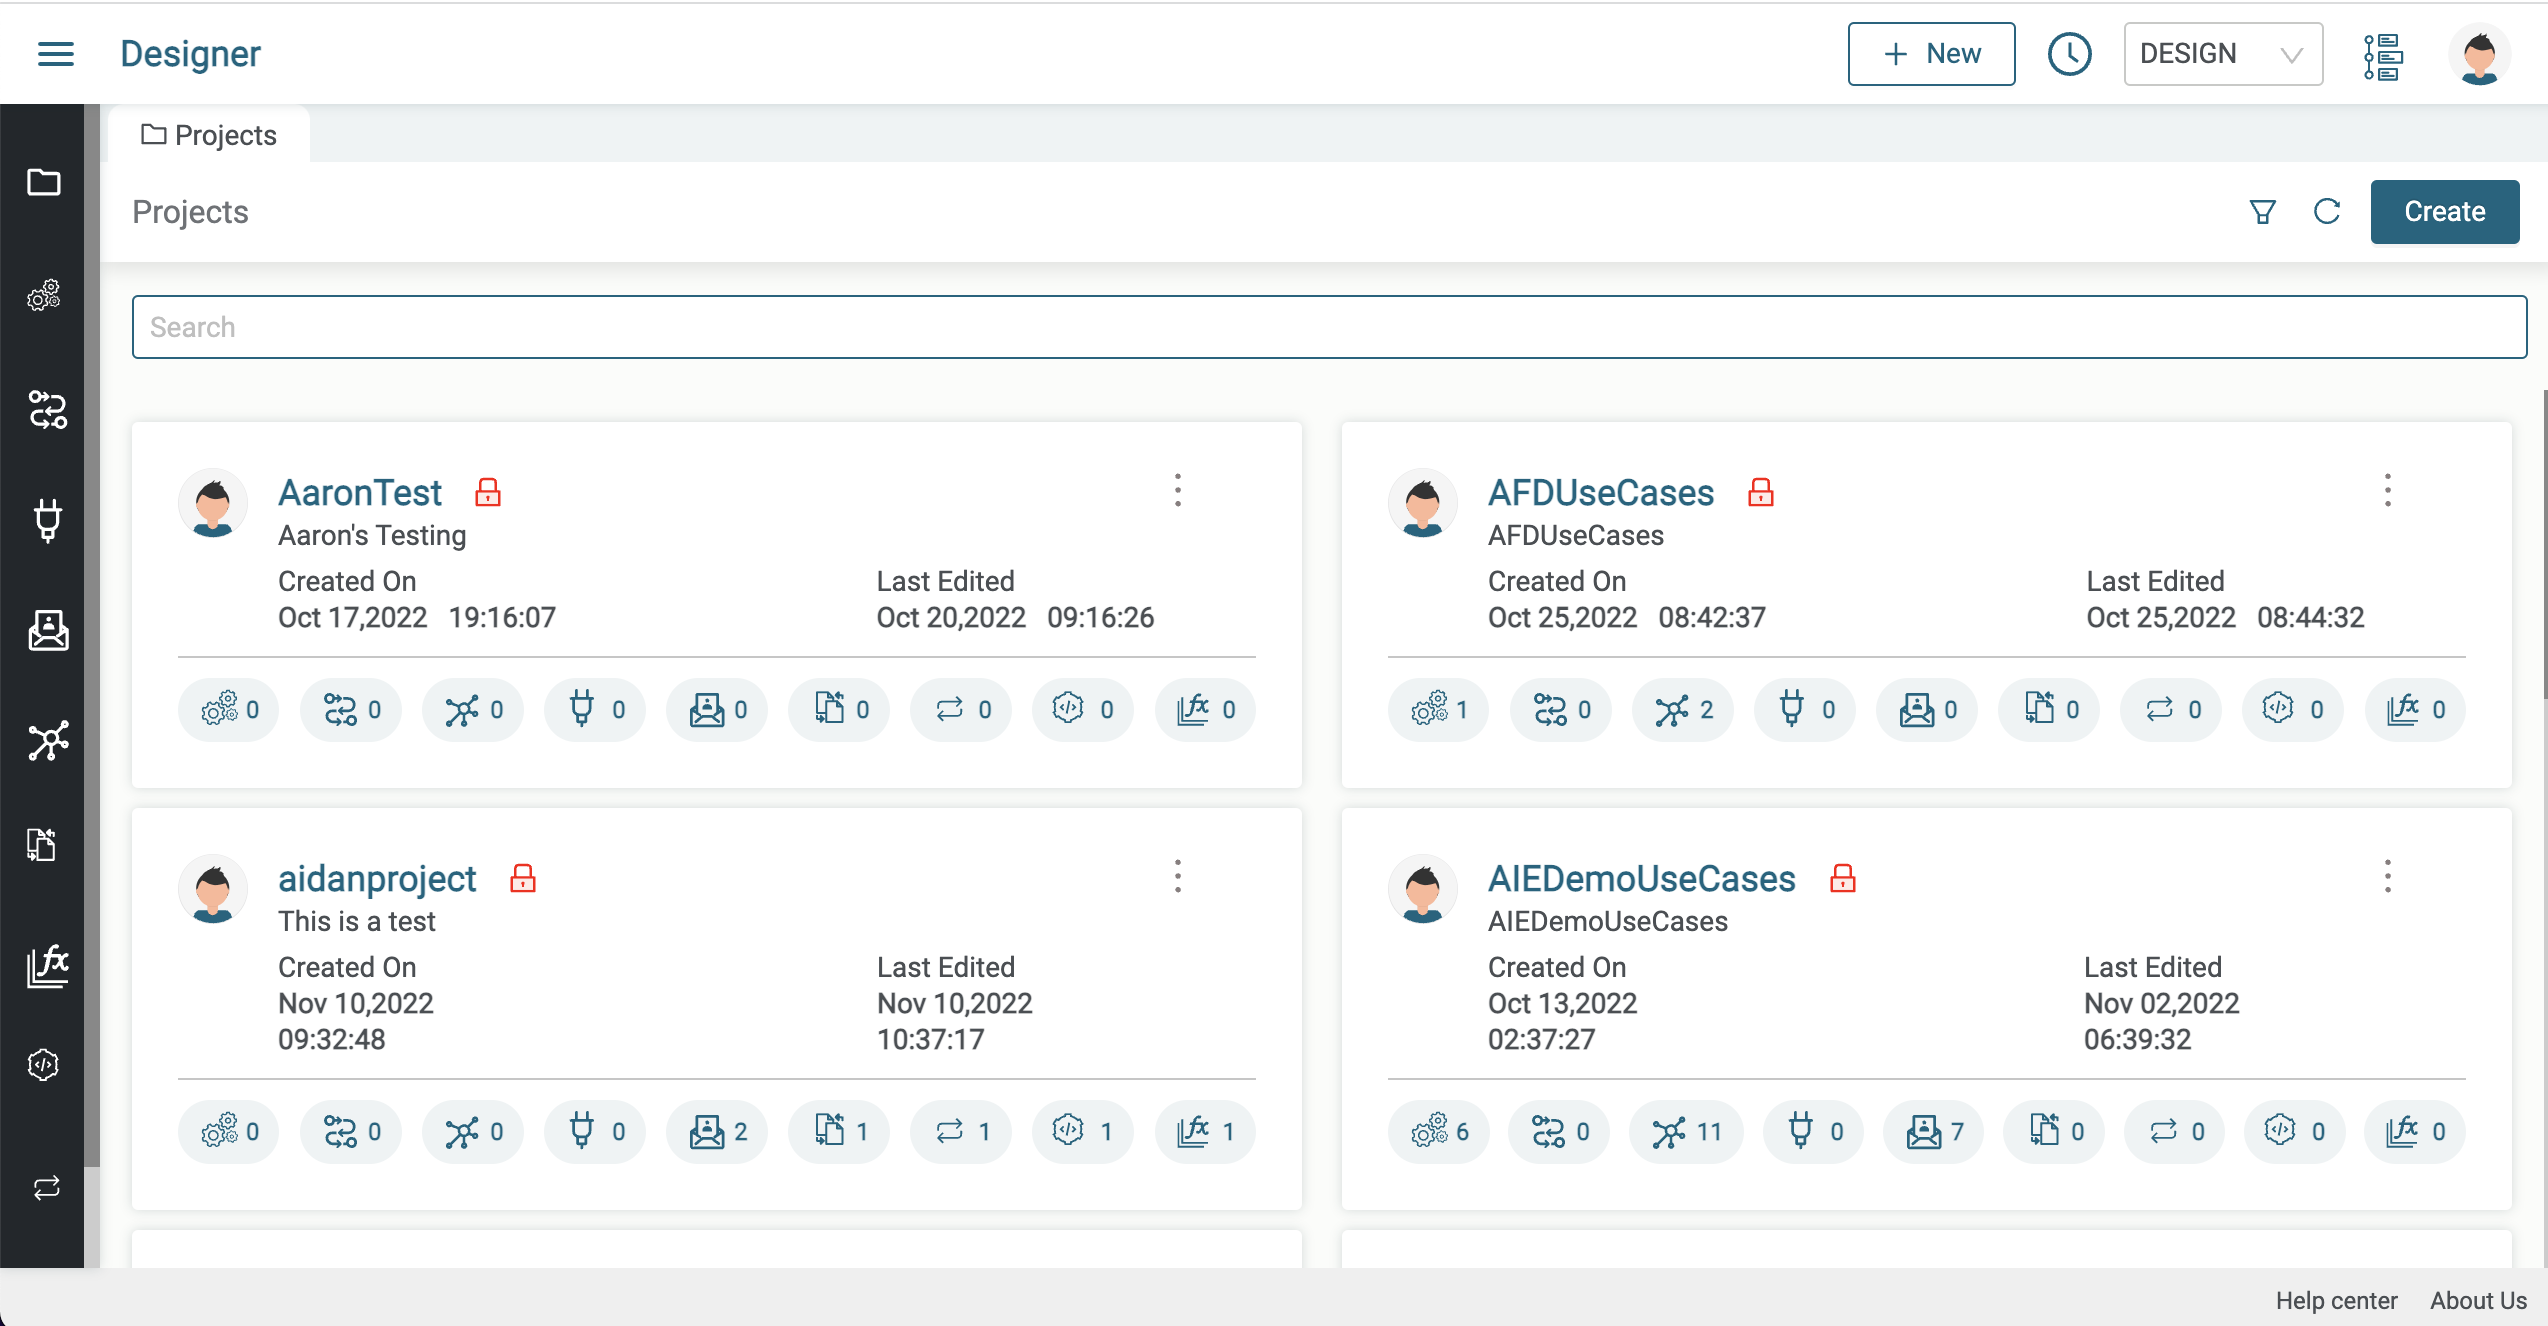 Designer
New
DESIGN
Projects
Projects
Create
Search
AaronTest
Aaron's Testing
Created On
Last Edited
Oct 17,2022 19:16:07
Oct 20,2022 09:16:26
0 0 0 0 0 0 0 0 0
AFDUseCases
AFDUseCases
Created On
Last Edited
Oct 25,2022 08:42:37
Oct 25,2022 08:44:32
1 0 2 0 0 0 0 0 0
aidanproject
This is a test
Created On
Last Edited
Nov 10,2022
Nov 10,2022
09:32:48
10:37:17
0 0 0 0 2 1 1 1 1
AIEDemoUseCases
AIEDemoUseCases
Created On
Last Edited
Oct 13,2022
Nov 02,2022
02:37:27
06:39:32
6 0 11 0 7 0 0 0 0
Help center
About Us